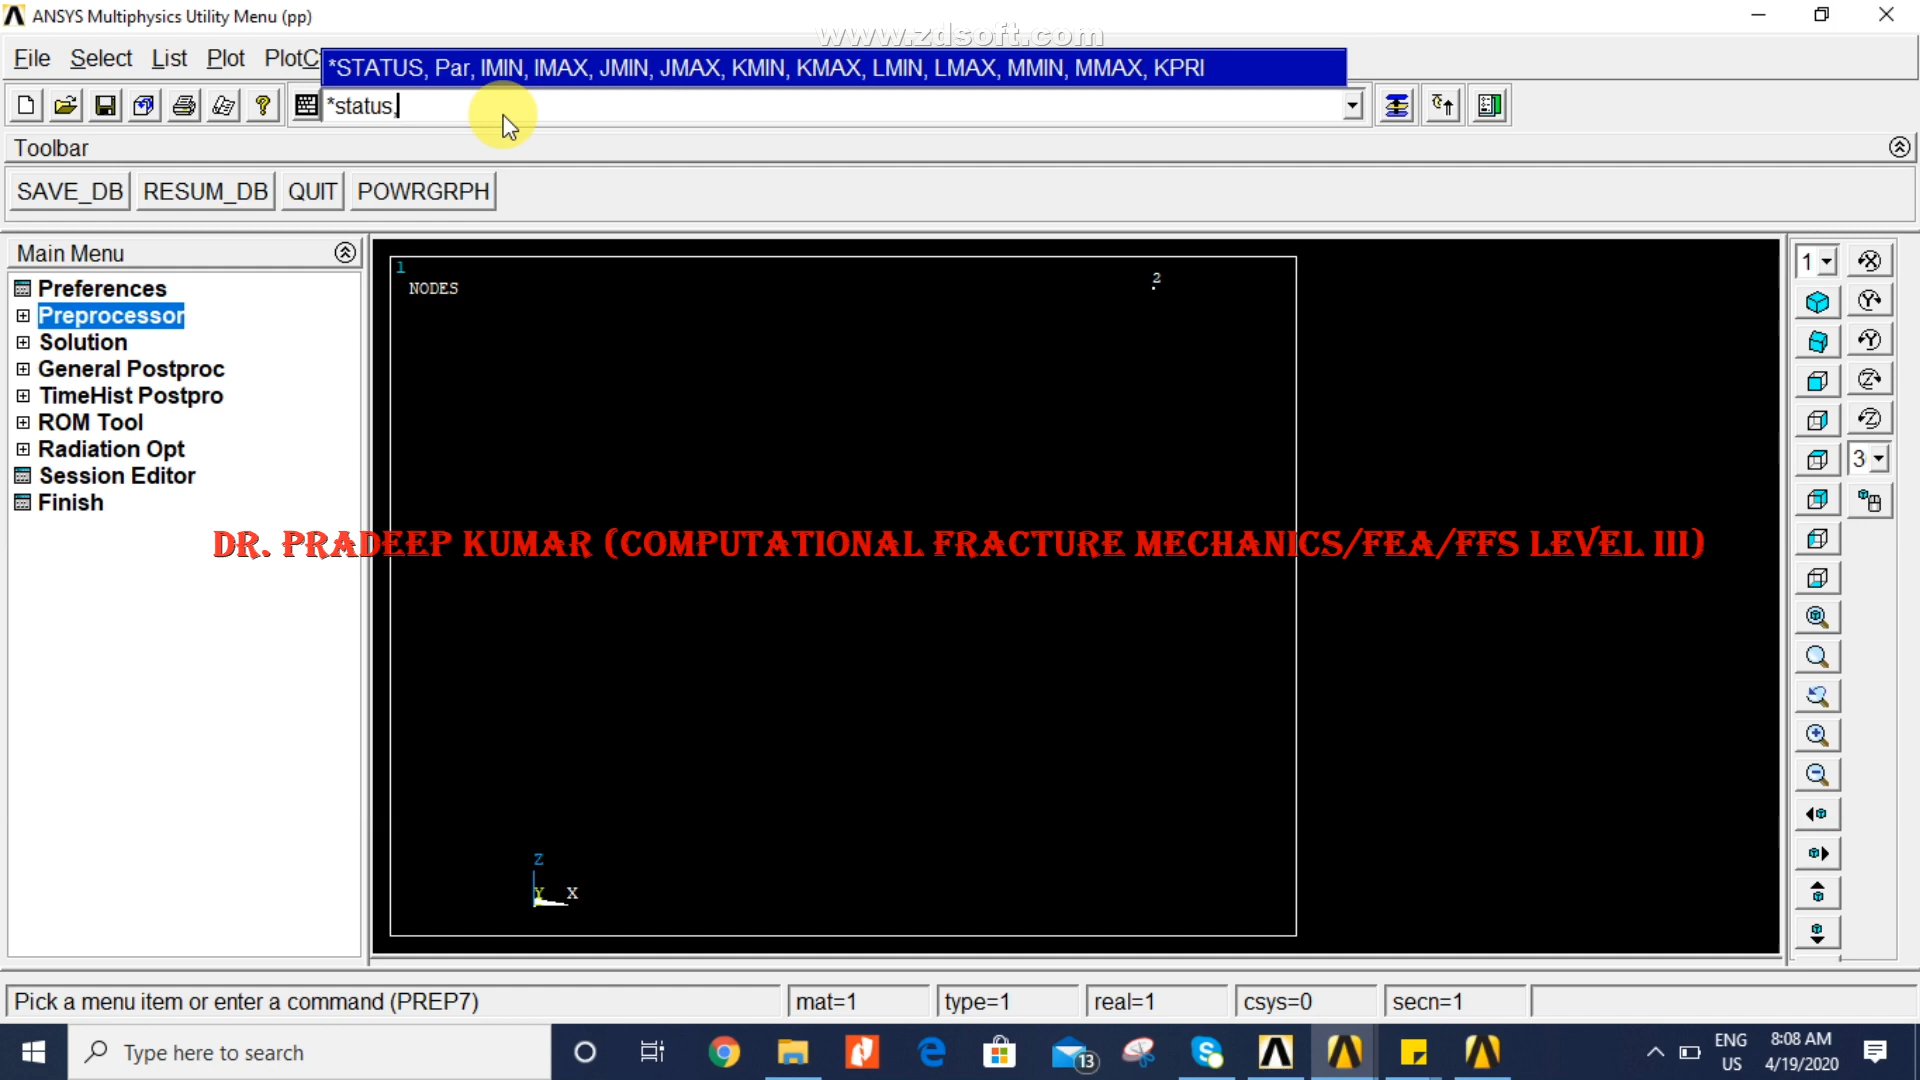 ANSYS Multiphysics Utility Menu (pp)
www.zdsoft.com
File Select List Plot PlotC
*STATUS, Par, IMIN, IMAX, JMIN, JMAX, KMIN, KMAX, LMIN, LMAX, MMIN, MMAX, KPRI
*status,
Toolbar
SAVE_DB RESUM_DB QUIT POWRGRPH
Main Menu
Preferences
Preprocessor
Solution
General Postproc
TimeHist Postpro
ROM Tool
Radiation Opt
Session Editor
Finish
1
NODES
2
1
3
DR. PRADEEP KUMAR (COMPUTATIONAL FRACTURE MECHANICS/FEA/FFS LEVEL III)
Z
Y X
Pick a menu item or enter a command (PREP7) mat=1 type=1 real=1 csys=0 secn=1
Type here to search
13
ENG
US
8:08 AM
4/19/2020